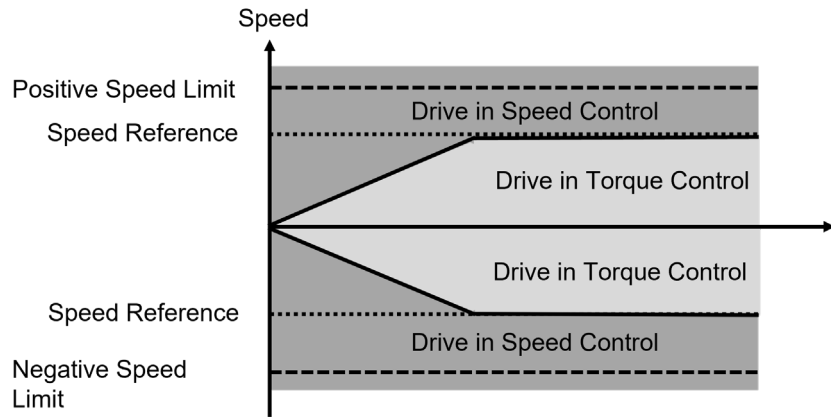 Speed
Positive Speed Limit
Drive in Speed Control
Speed Reference
Drive in Torque Control
Drive in Torque Control
Speed Reference
Drive in Speed Control
Negative Speed
Limit